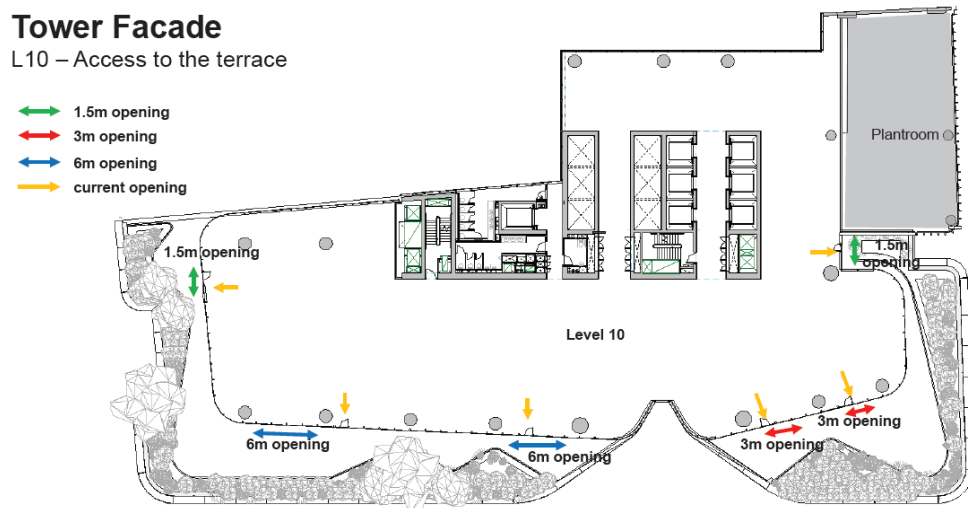 Tower Facade
L10 – Access to the terrace
1.5m opening
3m opening
6m opening
current opening
Plantroom
1.5m opening
1.5m
opening
Level 10
3m opening
6m opening
6m opening
3m opening